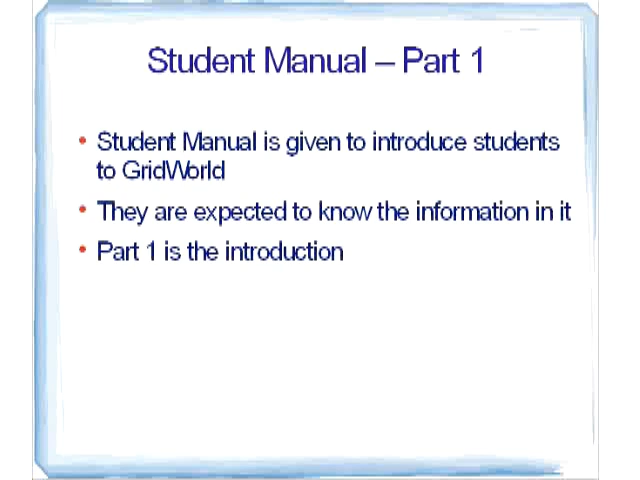 Student Manual – Part 1
• Student Manual is given to introduce students
to GridWorld
• They are expected to know the information in it
• Part 1 is the introduction